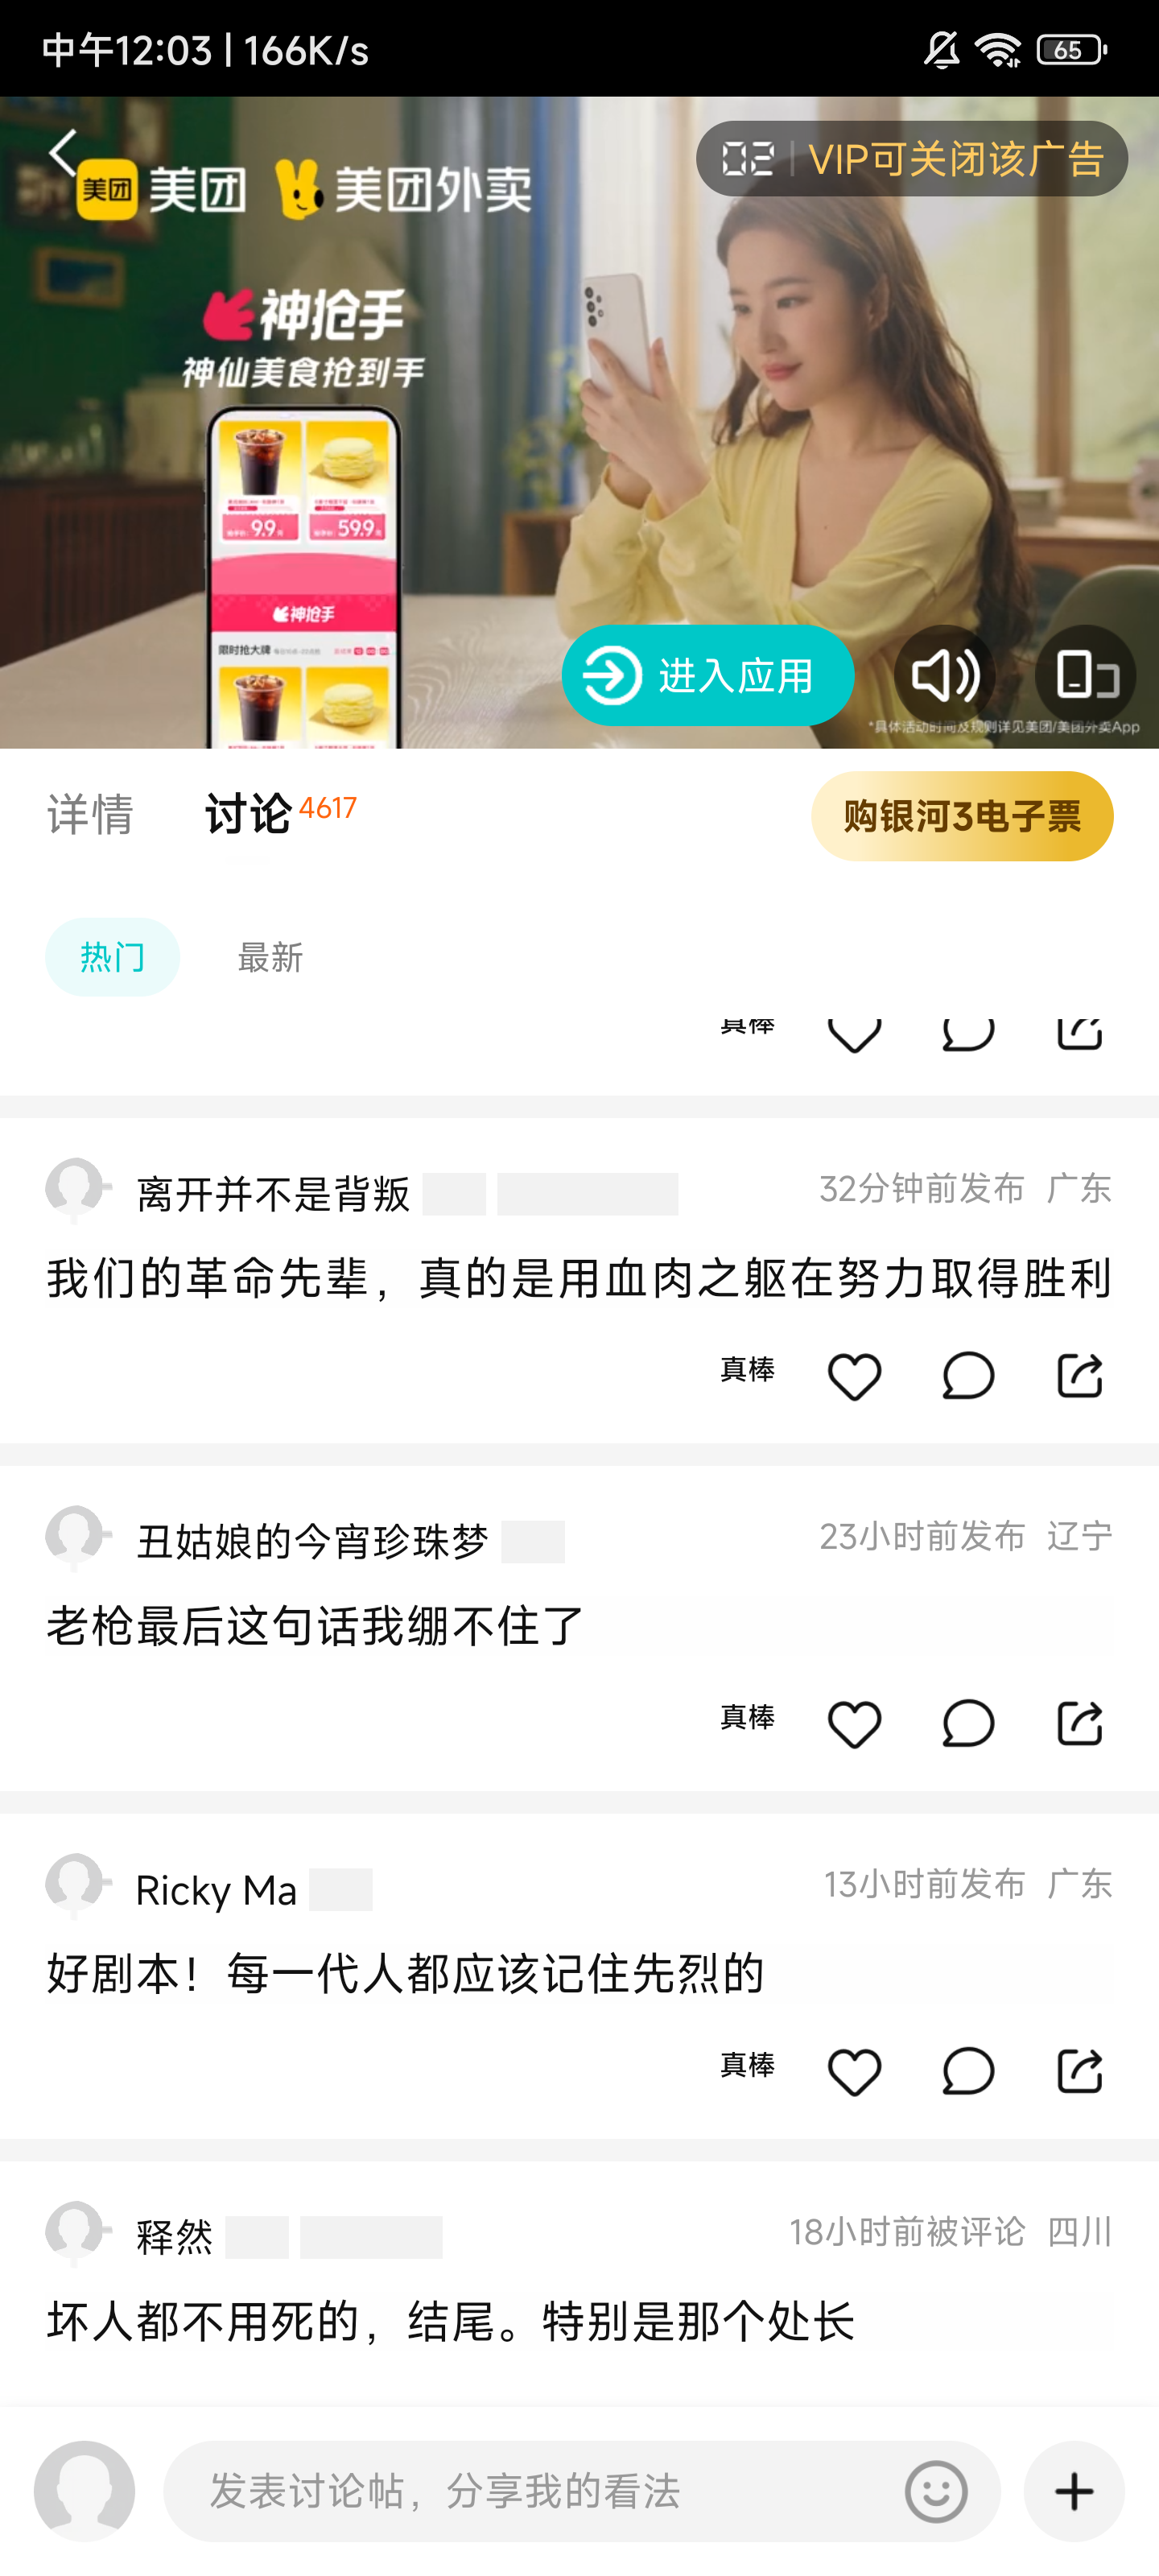 中午12:03 | 166K/s
65
美团 美团 美团外卖
02 | VIP可关闭该广告
神抢手
神仙美食抢到手
9.9
59.9
神抢手
限时抢大牌
进入应用
*具体活动时间及规则详见美团/美团外卖App
详情 讨论 4617 购银河3电子票
热门 最新
真棒
离开并不是背叛 32分钟前发布 广东
我们的革命先辈，真的是用血肉之躯在努力取得胜利
真棒
丑姑娘的今宵珍珠梦 23小时前发布 辽宁
老枪最后这句话我绷不住了
真棒
Ricky Ma 13小时前发布 广东
好剧本！每一代人都应该记住先烈的
真棒
释然 18小时前被评论 四川
坏人都不用死的，结尾。特别是那个处长
发表讨论帖，分享我的看法